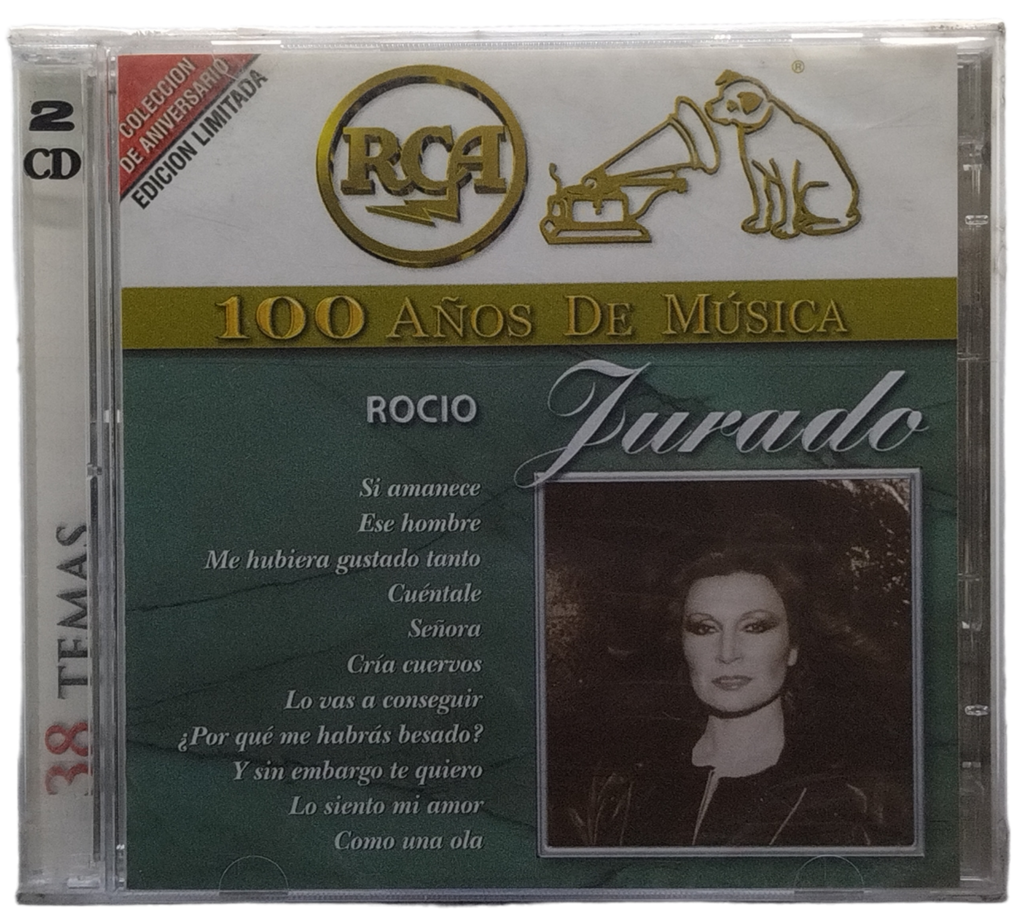 2
CD
38 TEMAS
COLECCION
DE ANIVERSARIO
EDICION LIMITADA
RCA
®
100 AÑOS DE MÚSICA
ROCIO Jurado
Si amanece
Ese hombre
Me hubiera gustado tanto
Cuéntale
Señora
Cría cuervos
Lo vas a conseguir
¿Por qué me habrás besado?
Y sin embargo te quiero
Lo siento mi amor
Como una ola